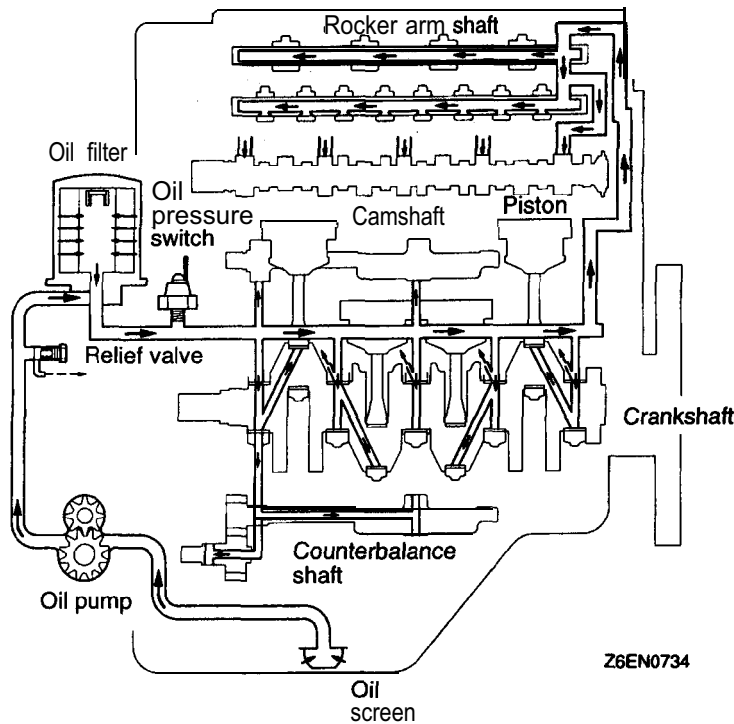 Rocker arm shaft
Oil filter
Oil
pressure
switch
Camshaft
Piston
Relief valve
Crankshaft
Counterbalance
shaft
Oil pump
Oil
screen
Z6EN0734